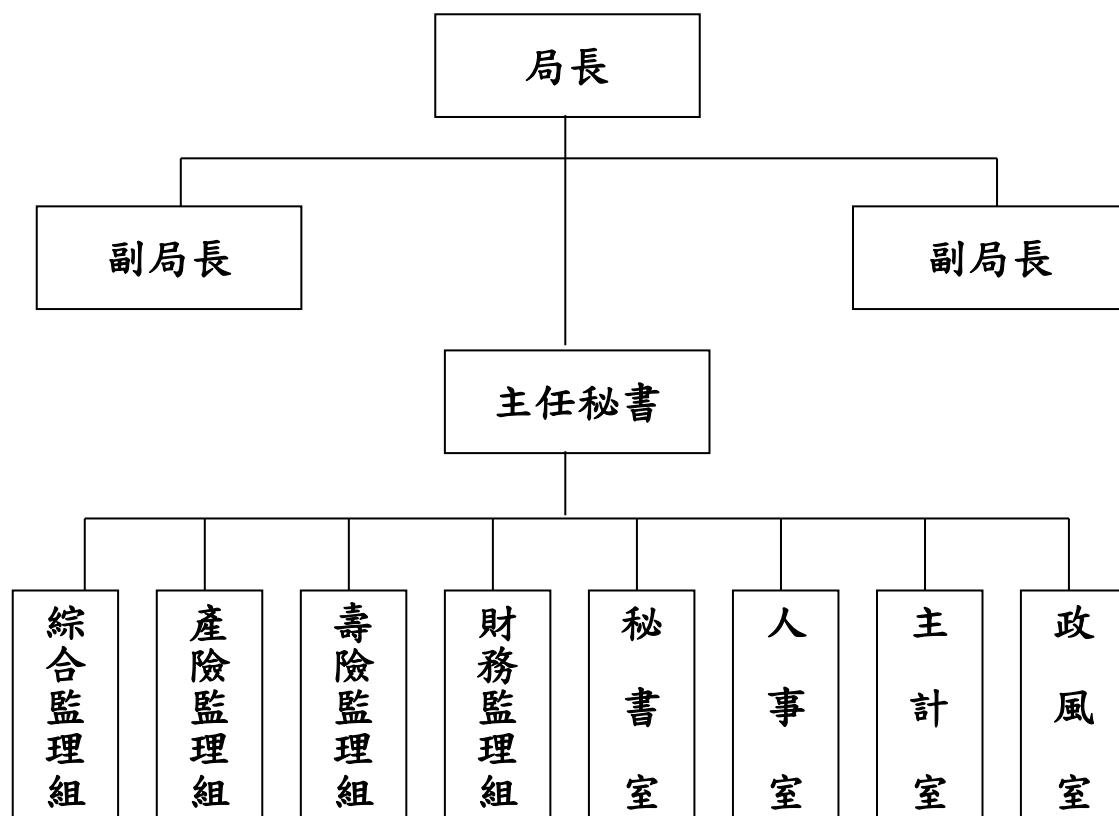 局長
副局長
副局長
主任秘書
綜合監理組
產險監理組
壽險監理組
財務監理組
秘書室
人事室
主計室
政風室